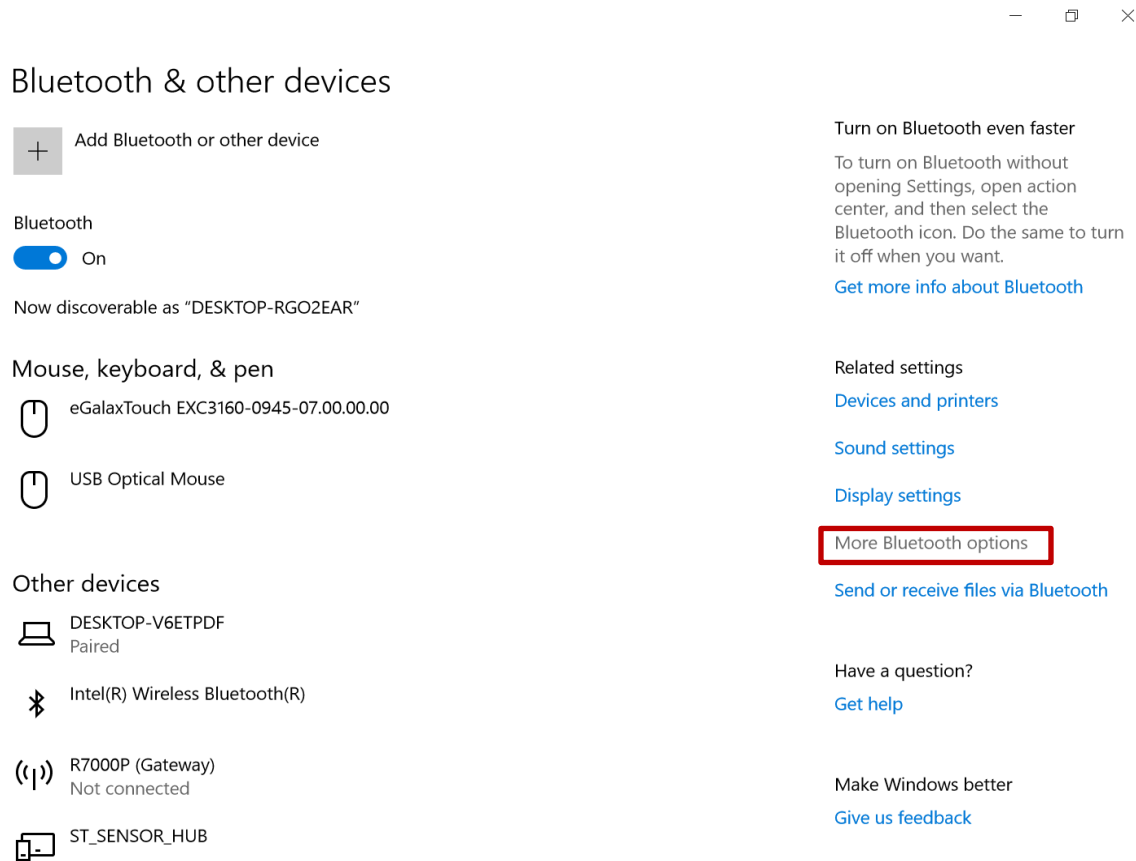 Bluetooth & other devices
Add Bluetooth or other device
Bluetooth
On
Now discoverable as “DESKTOP-RGO2EAR”
Mouse, keyboard, & pen
eGalaxTouch EXC3160-0945-07.00.00.00
USB Optical Mouse
Other devices
DESKTOP-V6ETPDF
Paired
Intel(R) Wireless Bluetooth(R)
R7000P (Gateway)
Not connected
ST_SENSOR_HUB
Turn on Bluetooth even faster
To turn on Bluetooth without
opening Settings, open action
center, and then select the
Bluetooth icon. Do the same to turn
it off when you want.
Get more info about Bluetooth
Related settings
Devices and printers
Sound settings
Display settings
More Bluetooth options
Send or receive files via Bluetooth
Have a question?
Get help
Make Windows better
Give us feedback